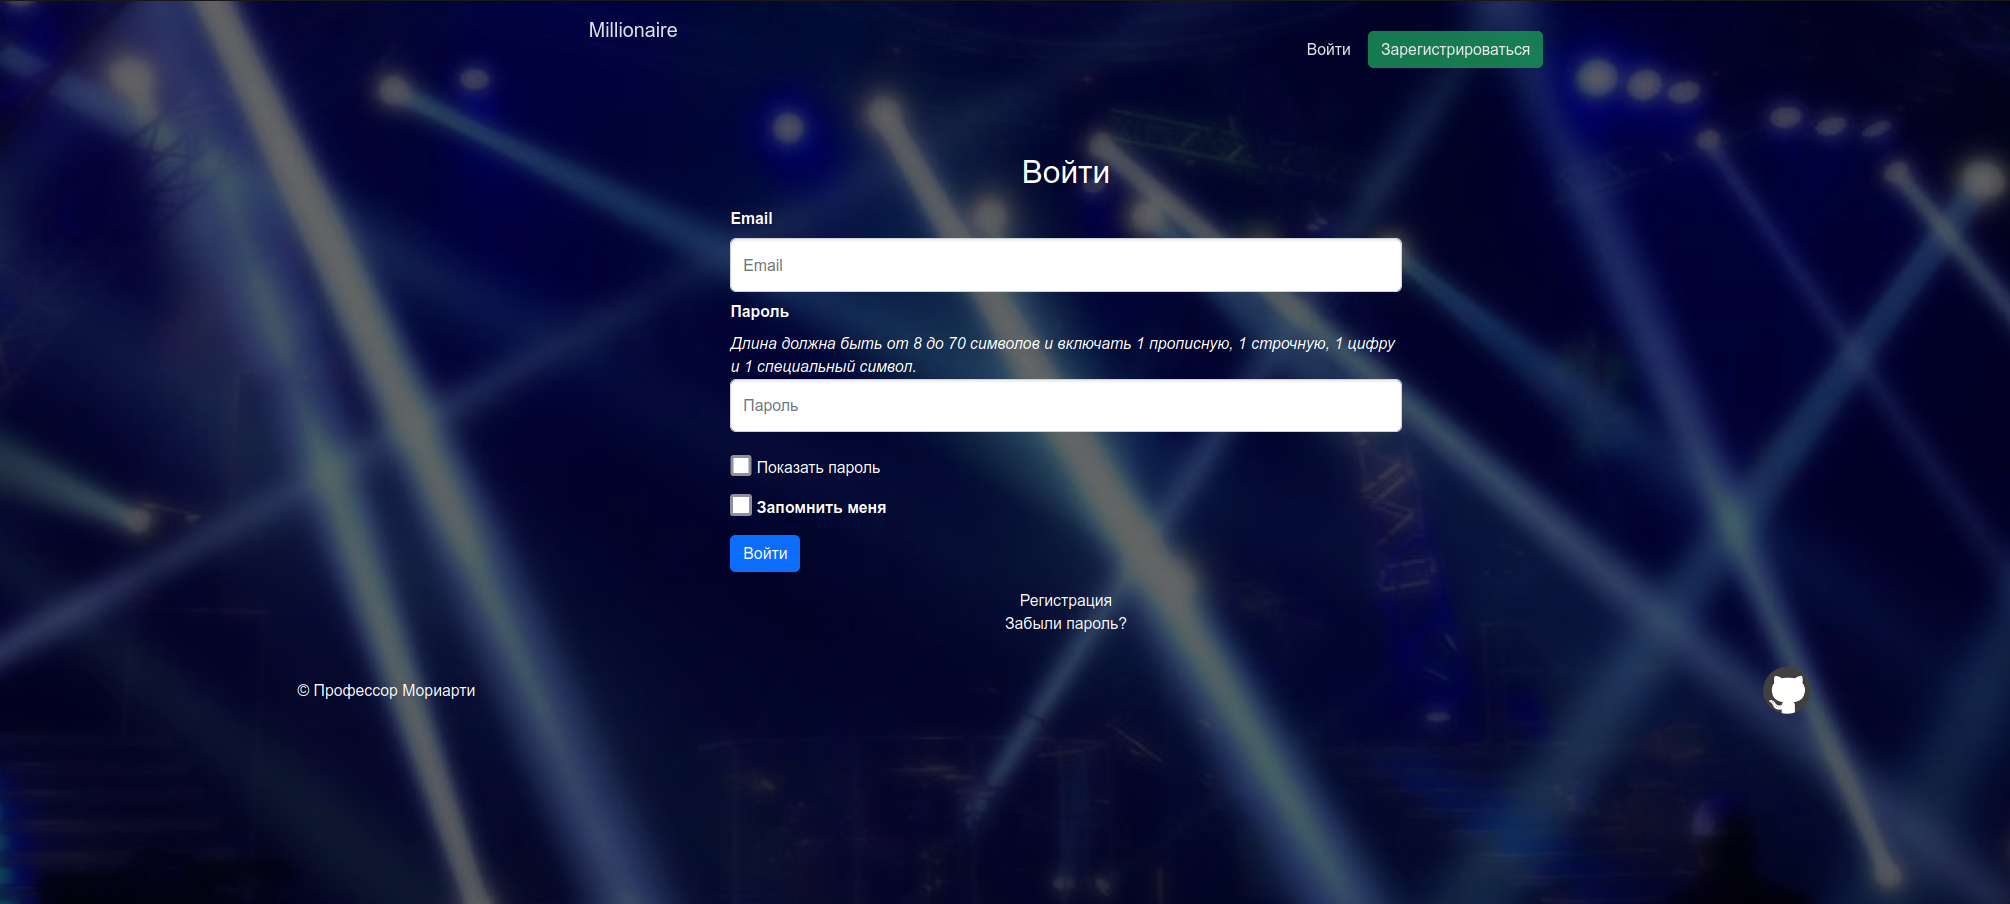 Millionaire
Войти
Зарегистрироваться
Войти
Email
Email
Пароль
Длина должна быть от 8 до 70 символов и включать 1 прописную, 1 строчную, 1 цифру
и 1 специальный символ.
Пароль
Показать пароль
Запомнить меня
Войти
Регистрация
Забыли пароль?
© Профессор Мориарти